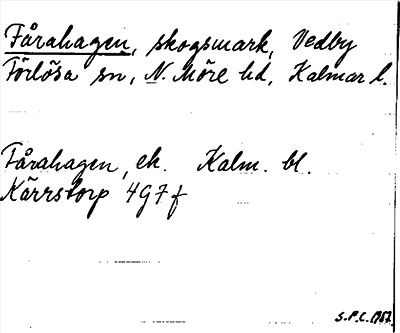 Fårahagen, skogsmark, Vedby
Förlösa sn, N. Möre hd, Kalmar l.
Fårahagen, ek. Kalm. bl.
Kärrstorp 4G7f
S.P.C. 1957.